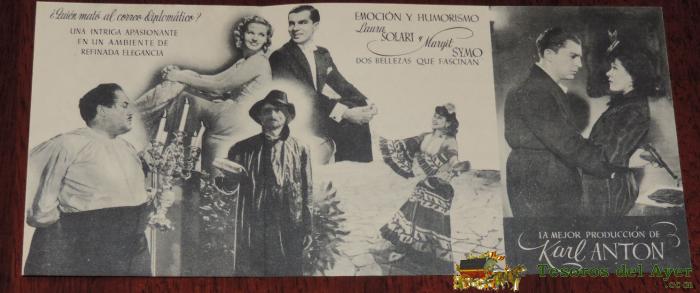 ¿Quién mató al correo diplomático?
UNA INTRIGA APASIONANTE
EN UN AMBIENTE DE
REFINADA ELEGANCIA
EMOCIÓN Y HUMORISMO
Laura
SOLARI y Margit
SYMO
DOS BELLEZAS QUE FASCINAN
LA MEJOR PRODUCCIÓN DE
Karl ANTON
Tesoros del Ayer
.com